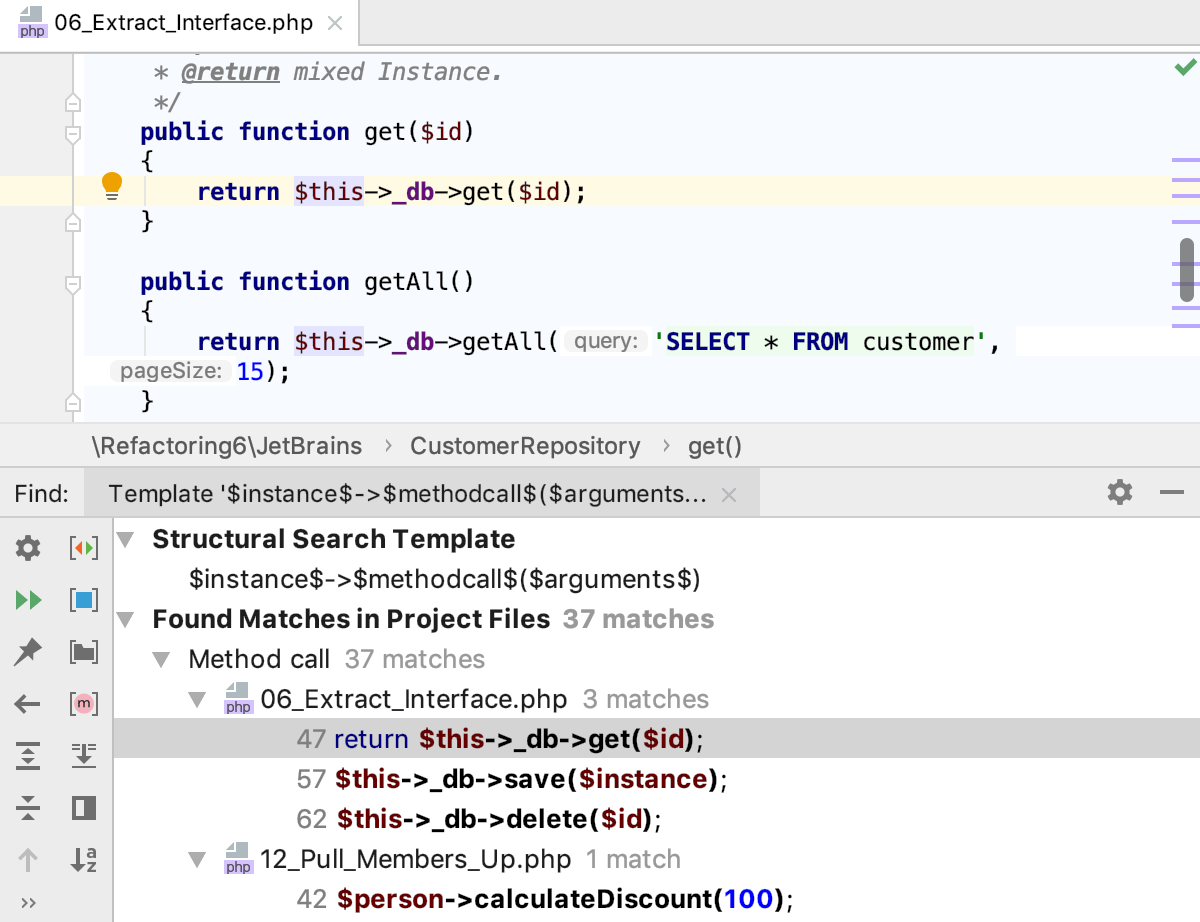 php 06_Extract_Interface.php
* @return mixed Instance.
*/
public function get($id)
{
return $this->_db->get($id);
}
public function getAll()
{
return $this->_db->getAll( query: 'SELECT * FROM customer',
pageSize: 15);
}
\Refactoring6\JetBrains › CustomerRepository › get()
Find: Template '$instance$->$methodcall$($arguments...
Structural Search Template
$instance$->$methodcall$($arguments$)
Found Matches in Project Files 37 matches
Method call 37 matches
php 06_Extract_Interface.php 3 matches
47 return $this->_db->get($id);
57 $this->_db->save($instance);
62 $this->_db->delete($id);
php 12_Pull_Members_Up.php 1 match
42 $person->calculateDiscount(100);